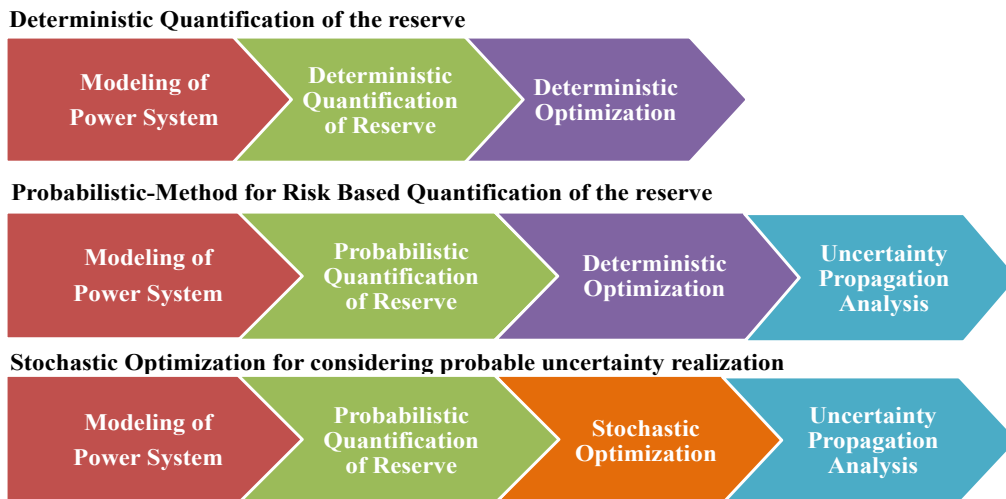 Deterministic Quantification of the reserve
Modeling of
Power System
Deterministic
Quantification
of Reserve
Deterministic
Optimization
Probabilistic-Method for Risk Based Quantification of the reserve
Modeling of
Power System
Probabilistic
Quantification
of Reserve
Deterministic
Optimization
Uncertainty
Propagation
Analysis
Stochastic Optimization for considering probable uncertainty realization
Modeling of
Power System
Probabilistic
Quantification
of Reserve
Stochastic
Optimization
Uncertainty
Propagation
Analysis